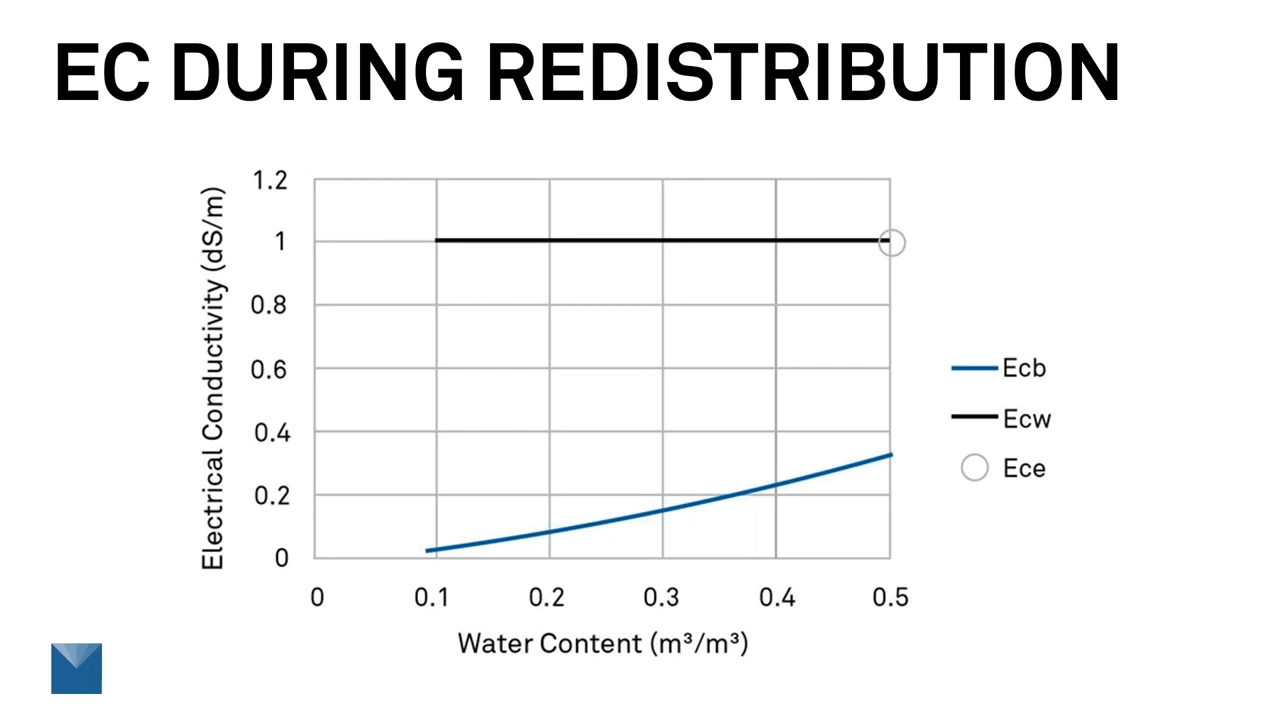 EC DURING REDISTRIBUTION
Electrical Conductivity (dS/m)
1.2
1
0.8
0.6
0.4
0.2
0
0 0.1 0.2 0.3 0.4 0.5
Water Content (m³/m³)
Ecb
Ecw
Ece